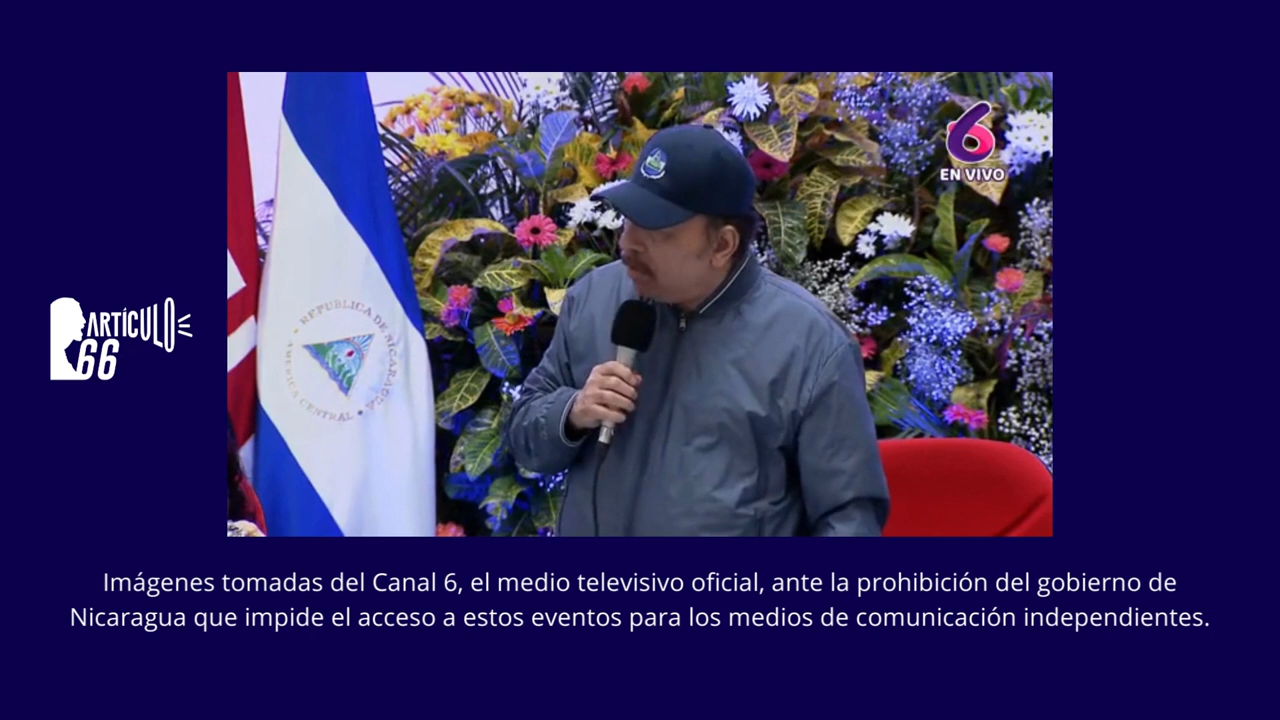 6
EN VIVO
REPUBLICA DE NICARAGUA
AMERICA CENTRAL
ARTÍCULO
66
Imágenes tomadas del Canal 6, el medio televisivo oficial, ante la prohibición del gobierno de
Nicaragua que impide el acceso a estos eventos para los medios de comunicación independientes.